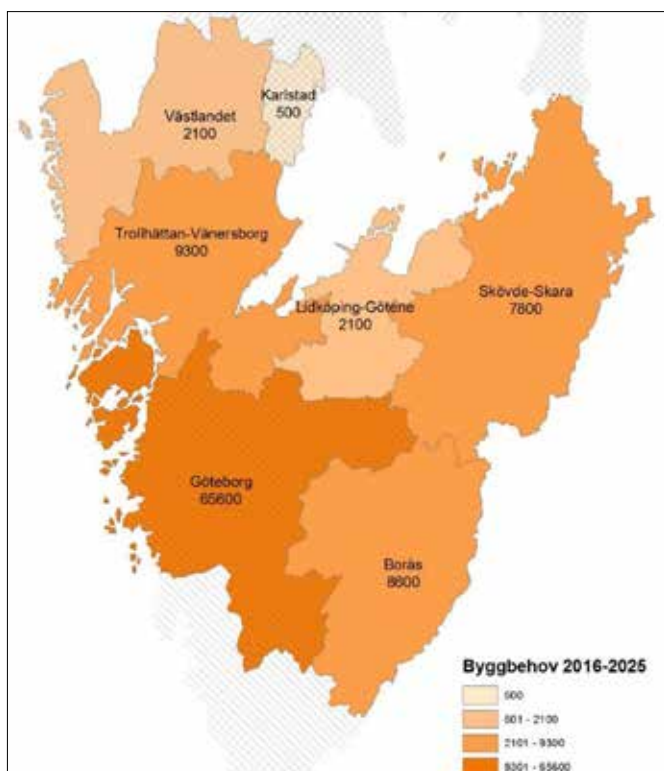 Karlstad
500
Västlandet
2100
Trollhättan-Vänersborg
9300
Lidköping-Götene
2100
Skövde-Skara
7800
Göteborg
65600
Borås
8600
Byggbehov 2016-2025
500
501 - 2100
2101 - 9300
9301 - 65600